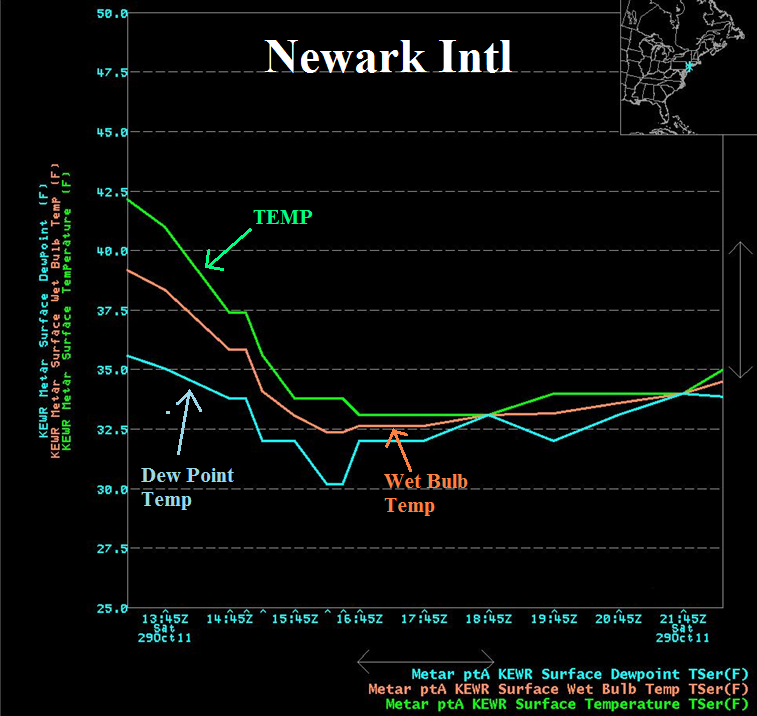 Newark Intl
50.0
47.5
45.0
42.5
40.0
37.5
35.0
32.5
30.0
27.5
25.0
KEWR Metar Surface DewPoint (F)
KEWR Metar Surface Wet Bulb Temp (F)
KEWR Metar Surface Temperature (F)
TEMP
Dew Point
Temp
Wet Bulb
Temp
13:45Z 14:45Z 15:45Z 16:45Z 17:45Z 18:45Z 19:45Z 20:45Z 21:45Z
Sat Sat
29Oct11 29Oct11
Metar ptA KEWR Surface Dewpoint TSer(F)
Metar ptA KEWR Surface Wet Bulb Temp TSer(F)
Metar ptA KEWR Surface Temperature TSer(F)